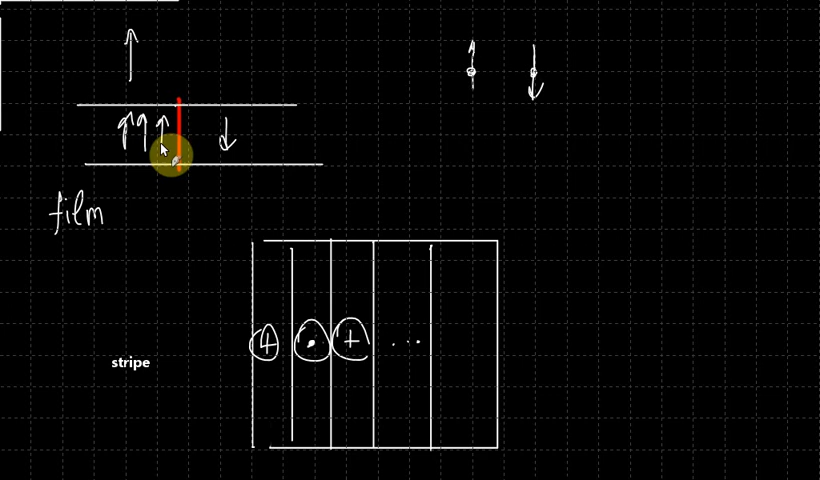 film
+ • + ...
stripe